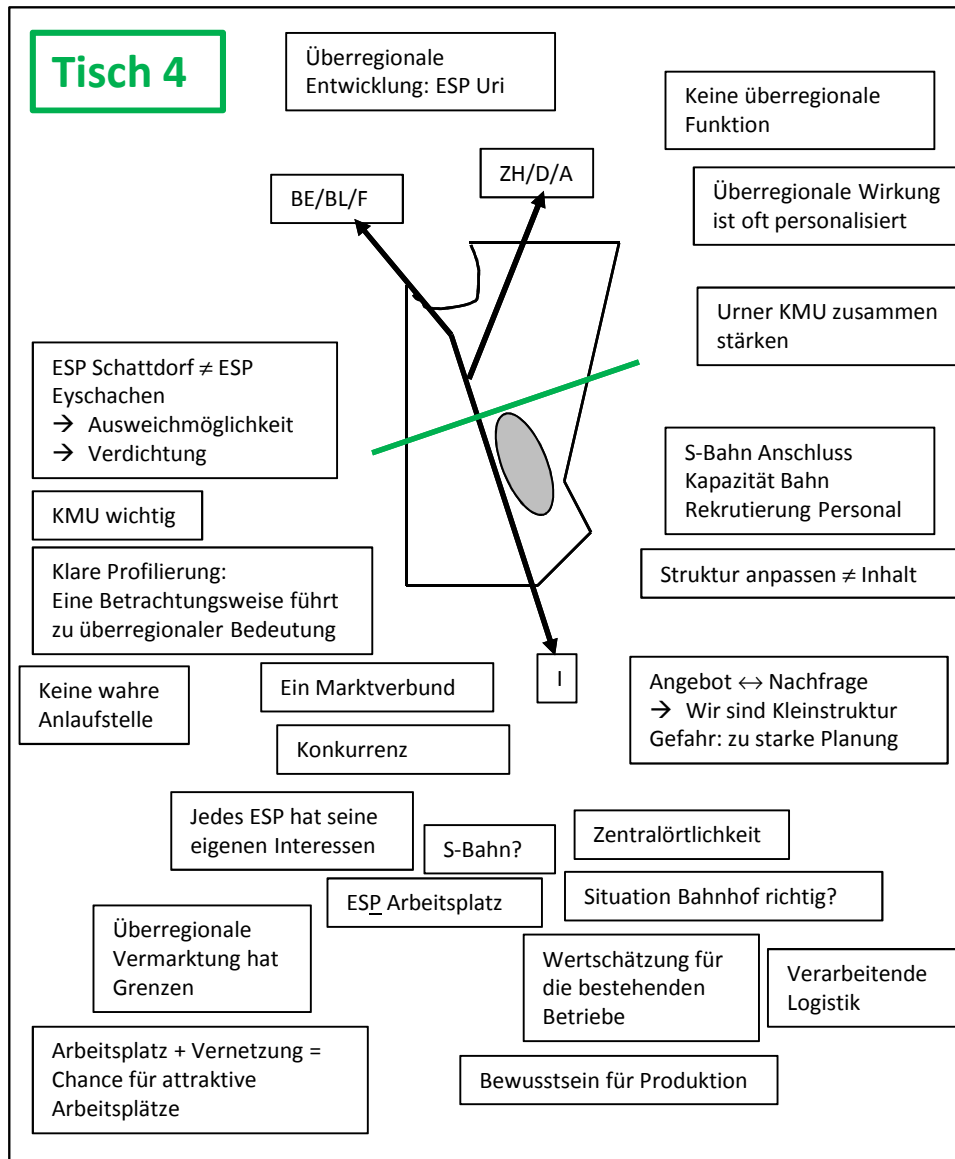 Tisch 4
Überregionale
Entwicklung: ESP Uri
Keine überregionale
Funktion
ZH/D/A
BE/BL/F
Überregionale Wirkung
ist oft personalisiert
Urner KMU zusammen
stärken
ESP Schattdorf ≠ ESP
Eyschachen
→ Ausweichmöglichkeit
→ Verdichtung
S-Bahn Anschluss
Kapazität Bahn
Rekrutierung Personal
KMU wichtig
Klare Profilierung:
Eine Betrachtungsweise führt
zu überregionaler Bedeutung
Struktur anpassen ≠ Inhalt
Keine wahre
Anlaufstelle
Ein Marktverbund
I
Angebot ↔ Nachfrage
→ Wir sind Kleinstruktur
Gefahr: zu starke Planung
Konkurrenz
Jedes ESP hat seine
eigenen Interessen
S-Bahn?
Zentralörtlichkeit
ESP Arbeitsplatz
Situation Bahnhof richtig?
Überregionale
Vermarktung hat
Grenzen
Wertschätzung für
die bestehenden
Betriebe
Verarbeitende
Logistik
Arbeitsplatz + Vernetzung =
Chance für attraktive
Arbeitsplätze
Bewusstsein für Produktion